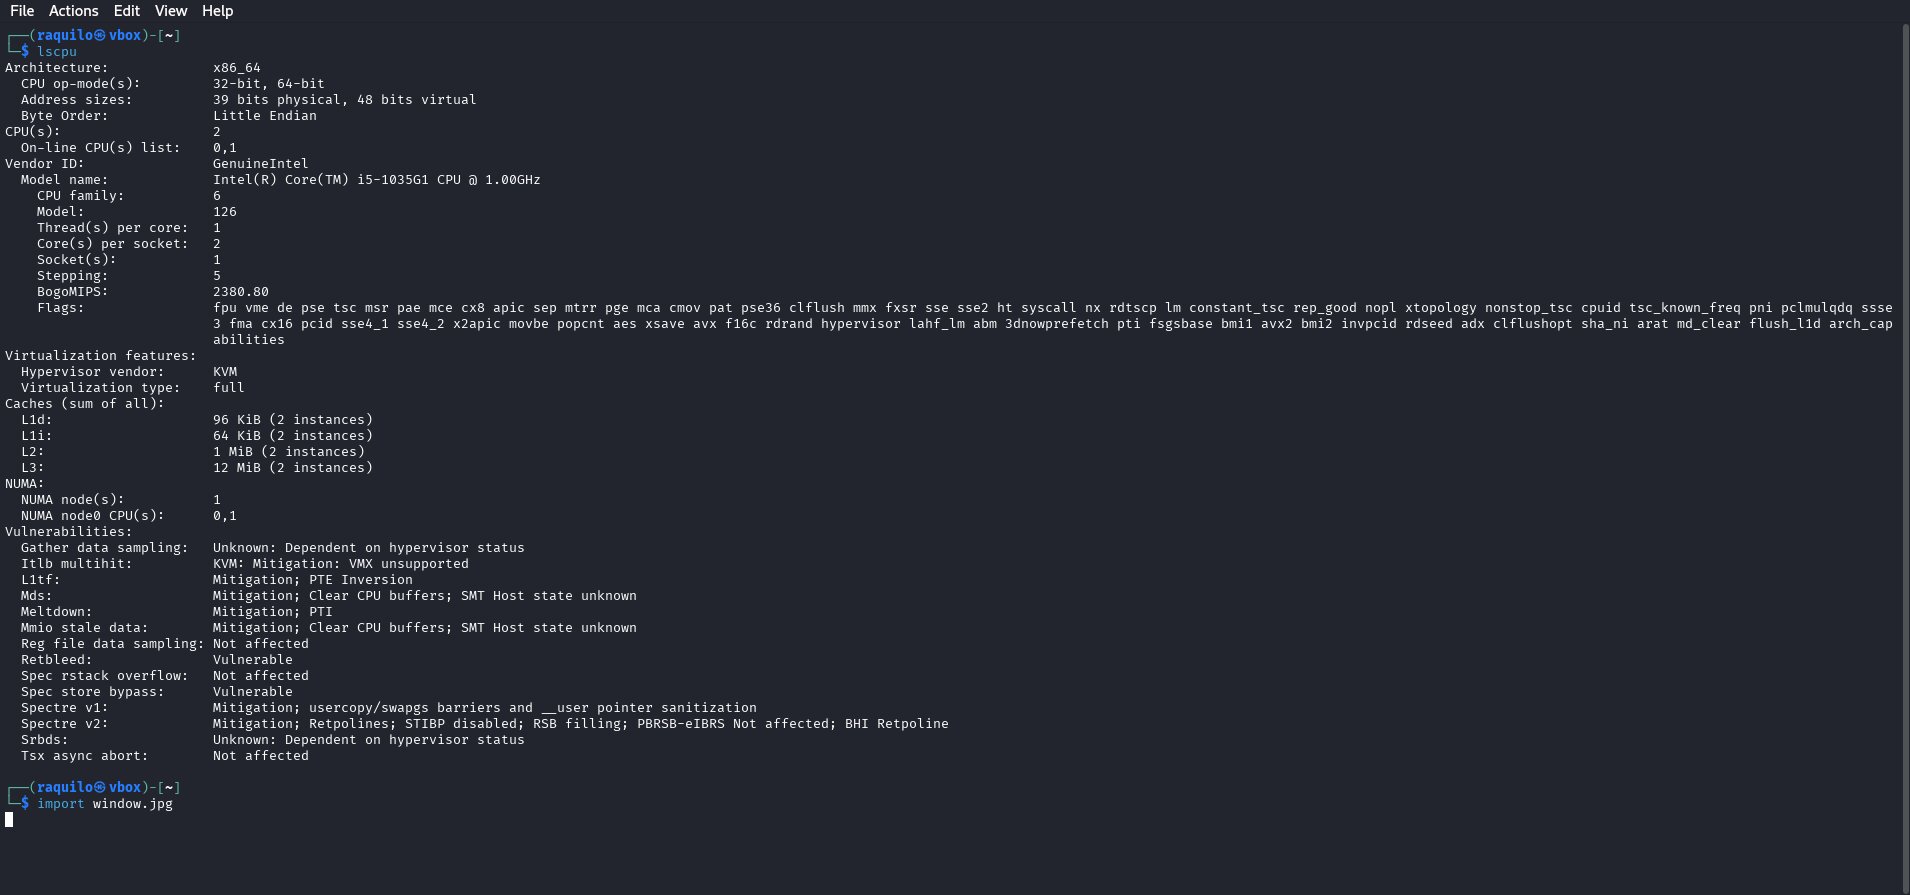 File Actions Edit View Help
┌──(raquilo㉿vbox)-[~]
└─$ lscpu
Architecture: x86_64
CPU op-mode(s): 32-bit, 64-bit
Address sizes: 39 bits physical, 48 bits virtual
Byte Order: Little Endian
CPU(s): 2
On-line CPU(s) list: 0,1
Vendor ID: GenuineIntel
Model name: Intel(R) Core(TM) i5-1035G1 CPU @ 1.00GHz
CPU family: 6
Model: 126
Thread(s) per core: 1
Core(s) per socket: 2
Socket(s): 1
Stepping: 5
BogoMIPS: 2380.80
Flags: fpu vme de pse tsc msr pae mce cx8 apic sep mtrr pge mca cmov pat pse36 clflush mmx fxsr sse sse2 ht syscall nx rdtscp lm constant_tsc rep_good nopl xtopology nonstop_tsc cpuid tsc_known_freq pni pclmulqdq ssse
3 fma cx16 pcid sse4_1 sse4_2 x2apic movbe popcnt aes xsave avx f16c rdrand hypervisor lahf_lm abm 3dnowprefetch pti fsgsbase bmi1 avx2 bmi2 invpcid rdseed adx clflushopt sha_ni arat md_clear flush_l1d arch_cap
abilities
Virtualization features:
Hypervisor vendor: KVM
Virtualization type: full
Caches (sum of all):
L1d: 96 KiB (2 instances)
L1i: 64 KiB (2 instances)
L2: 1 MiB (2 instances)
L3: 12 MiB (2 instances)
NUMA:
NUMA node(s): 1
NUMA node0 CPU(s): 0,1
Vulnerabilities:
Gather data sampling: Unknown: Dependent on hypervisor status
Itlb multihit: KVM: Mitigation: VMX unsupported
L1tf: Mitigation; PTE Inversion
Mds: Mitigation; Clear CPU buffers; SMT Host state unknown
Meltdown: Mitigation; PTI
Mmio stale data: Mitigation; Clear CPU buffers; SMT Host state unknown
Reg file data sampling: Not affected
Retbleed: Vulnerable
Spec rstack overflow: Not affected
Spec store bypass: Vulnerable
Spectre v1: Mitigation; usercopy/swapgs barriers and __user pointer sanitization
Spectre v2: Mitigation; Retpolines; STIBP disabled; RSB filling; PBRSB-eIBRS Not affected; BHI Retpoline
Srbds: Unknown: Dependent on hypervisor status
Tsx async abort: Not affected
┌──(raquilo㉿vbox)-[~]
└─$ import window.jpg